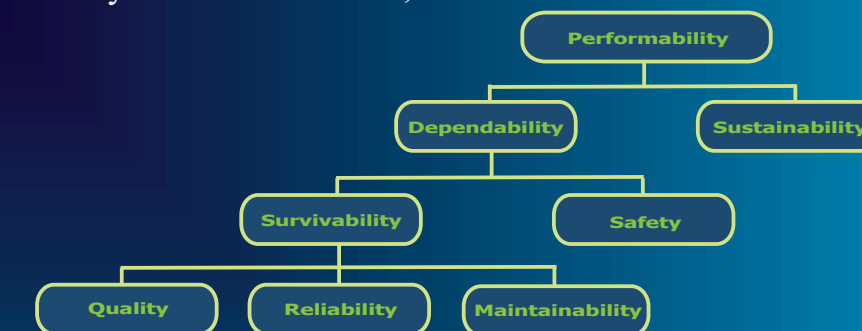 Performability
Dependability
Sustainability
Survivability
Safety
Quality
Reliability
Maintainability